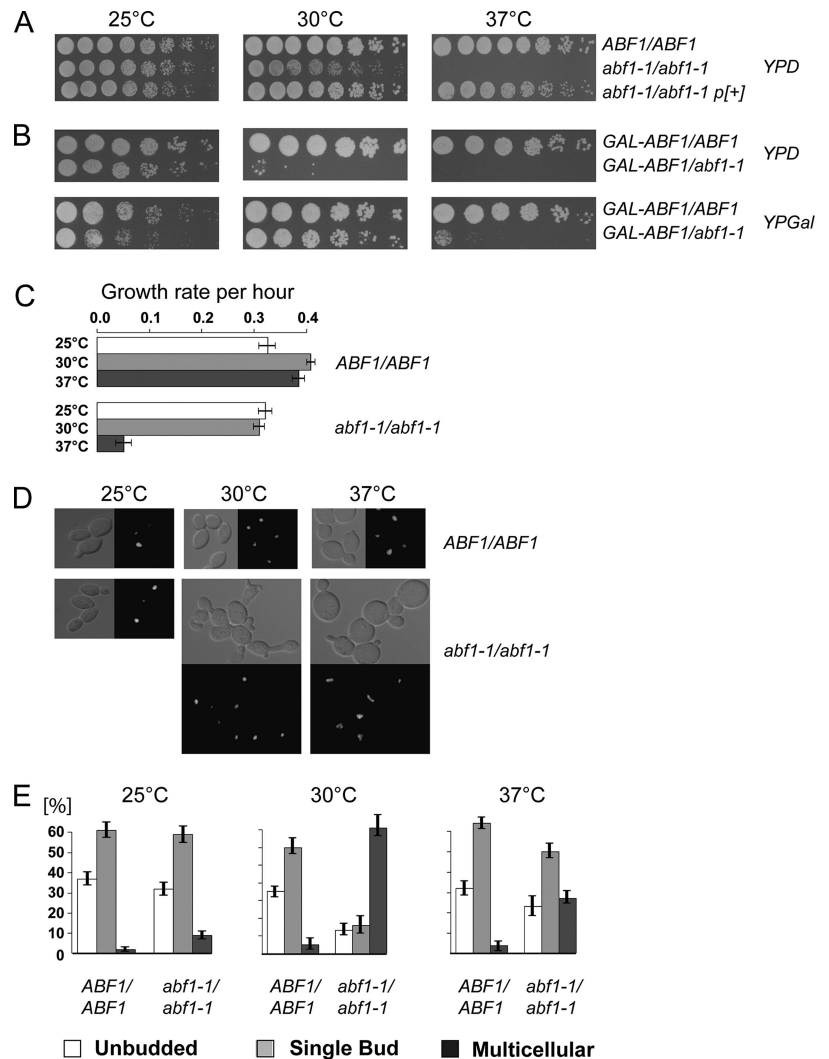 A
25°C 30°C 37°C
ABF1/ABF1
abf1-1/abf1-1
abf1-1/abf1-1 p[+]
YPD
B
GAL-ABF1/ABF1
GAL-ABF1/abf1-1
YPD
GAL-ABF1/ABF1
GAL-ABF1/abf1-1
YPGal
C
Growth rate per hour
0.0 0.1 0.2 0.3 0.4
25°C
30°C
37°C
ABF1/ABF1
25°C
30°C
37°C
abf1-1/abf1-1
D
25°C 30°C 37°C
ABF1/ABF1
abf1-1/abf1-1
E
25°C 30°C 37°C
[%]
60
50
40
30
20
10
0
ABF1/ abf1-1/ ABF1/ abf1-1/ ABF1/ abf1-1/
ABF1 abf1-1 ABF1 abf1-1 ABF1 abf1-1
Unbudded Single Bud Multicellular